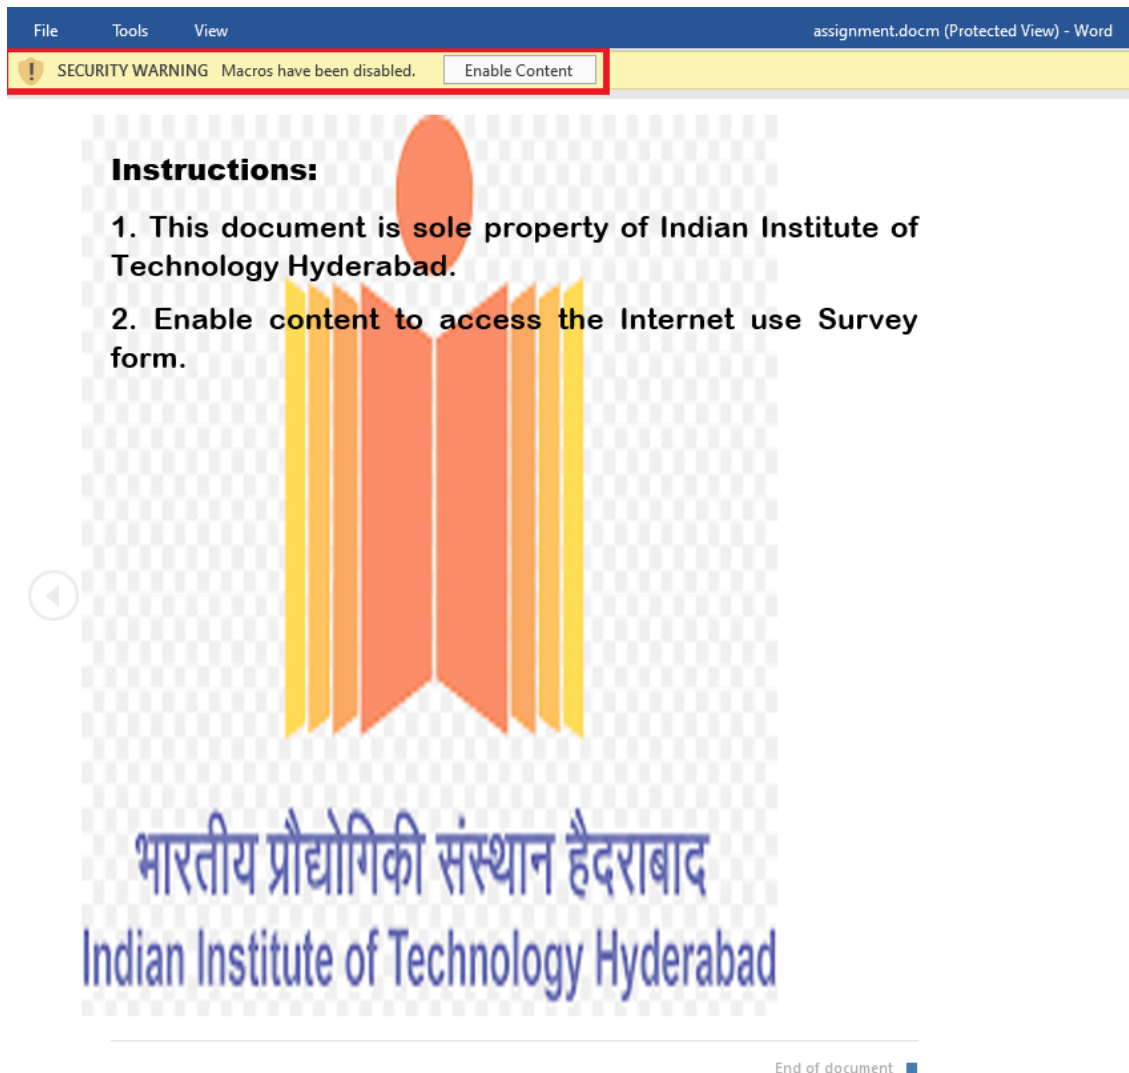 File Tools View assignment.docm (Protected View) - Word
SECURITY WARNING Macros have been disabled. Enable Content
Instructions:
1. This document is sole property of Indian Institute of
Technology Hyderabad.
2. Enable content to access the Internet use Survey
form.
भारतीय प्रौद्योगिकी संस्थान हैदराबाद
Indian Institute of Technology Hyderabad
End of document